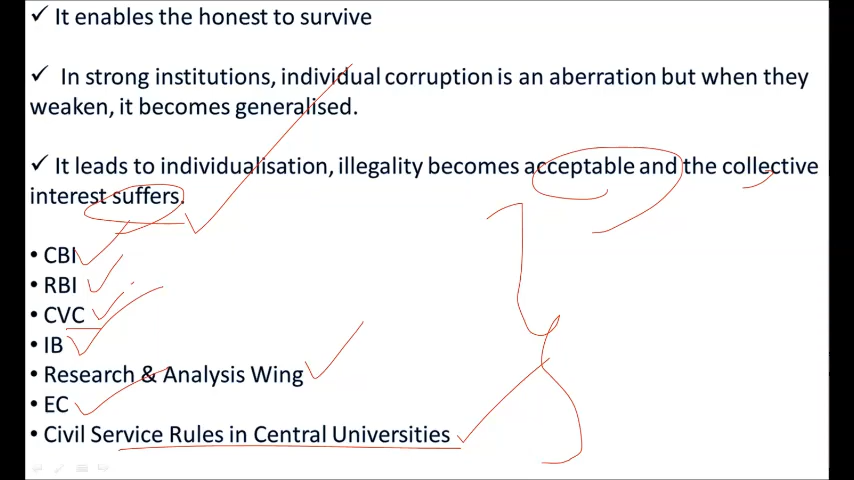 ✓ It enables the honest to survive
✓ In strong institutions, individual corruption is an aberration but when they
weaken, it becomes generalised.
✓ It leads to individualisation, illegality becomes acceptable and the collective
interest suffers.
• CBI
• RBI
• CVC
• IB
• Research & Analysis Wing
• EC
• Civil Service Rules in Central Universities